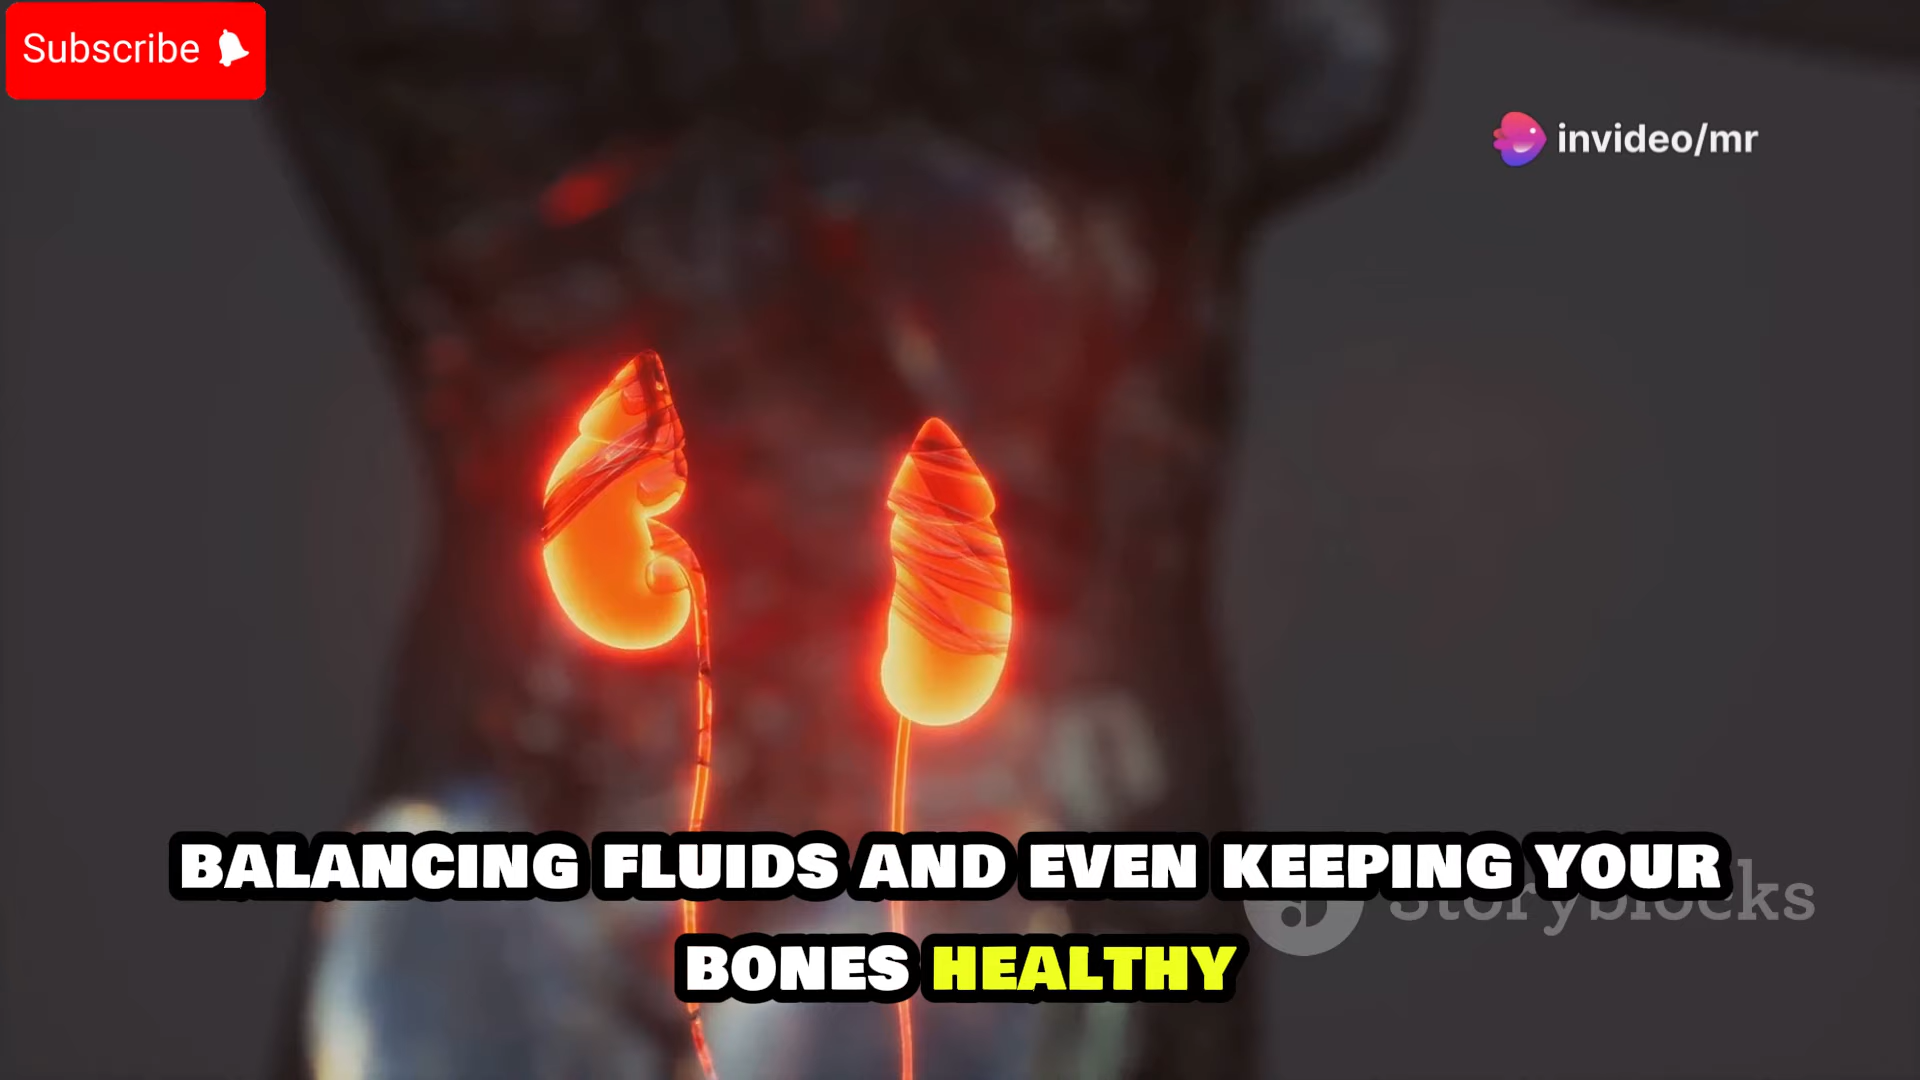 Subscribe
invideo/mr
BALANCING FLUIDS AND EVEN KEEPING YOUR
Storyblocks
BONES HEALTHY